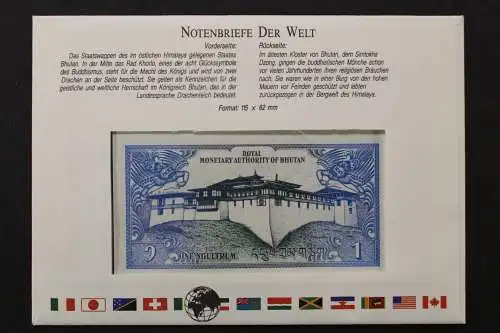 NOTENBRIEFE DER WELT
Vorderseite:
Das Staatswappen des im östlichen Himalaya gelegenen Staates
Bhutan. In der Mitte das Rad Khorlo, eines der acht Glückssymbole
des Buddhismus, steht für die Macht des Königs und wird von zwei
Drachen an der Seite beschützt. Sie gelten als Kennzeichen für die
geistliche und weltliche Herrschaft im Königreich Bhutan, das in der
Landessprache Drachenreich bedeutet.
Rückseite:
Im ältesten Kloster von Bhutan, dem Simtokha
Dzong, gingen die buddhistischen Mönche schon
vor vielen Jahrhunderten ihren religiösen Bräuchen
nach. Sie waren wie in einer Burg von den hohen
Mauern vor Feinden geschützt und lebten
zurückgezogen in der Bergwelt des Himalaya.
Format: 115 x 62 mm
ROYAL
MONETARY AUTHORITY OF BHUTAN
ONE NGULTRUM
1